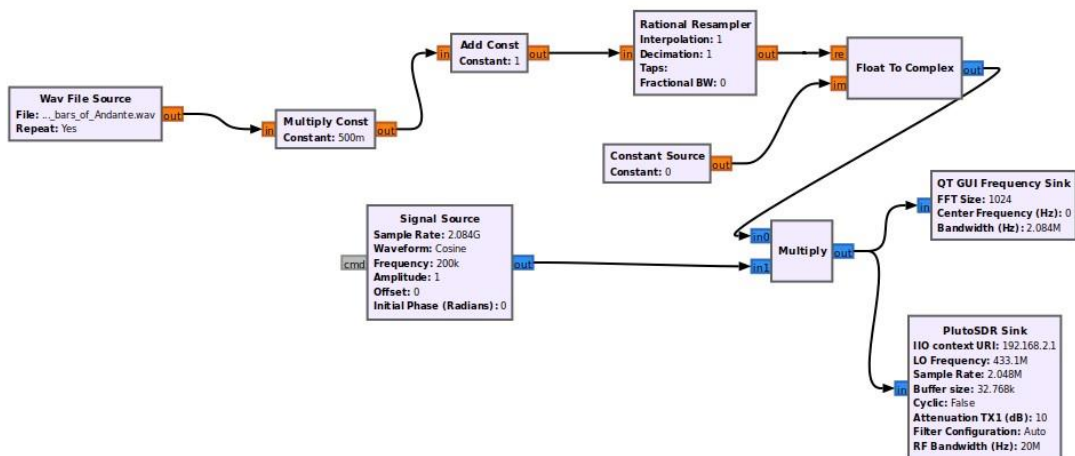 Wav File Source
File: ..._bars_of_Andante.wav
Repeat: Yes
out
in
Multiply Const
Constant: 500m
out
in
Add Const
Constant: 1
out
in
Rational Resampler
Interpolation: 1
Decimation: 1
Taps:
Fractional BW: 0
out
re
im
Float To Complex
out
Constant Source
Constant: 0
out
cmd
Signal Source
Sample Rate: 2.084G
Waveform: Cosine
Frequency: 200k
Amplitude: 1
Offset: 0
Initial Phase (Radians): 0
out
in0
in1
Multiply
out
in
QT GUI Frequency Sink
FFT Size: 1024
Center Frequency (Hz): 0
Bandwidth (Hz): 2.084M
in
PlutoSDR Sink
IIO context URI: 192.168.2.1
LO Frequency: 433.1M
Sample Rate: 2.048M
Buffer size: 32.768k
Cyclic: False
Attenuation TX1 (dB): 10
Filter Configuration: Auto
RF Bandwidth (Hz): 20M